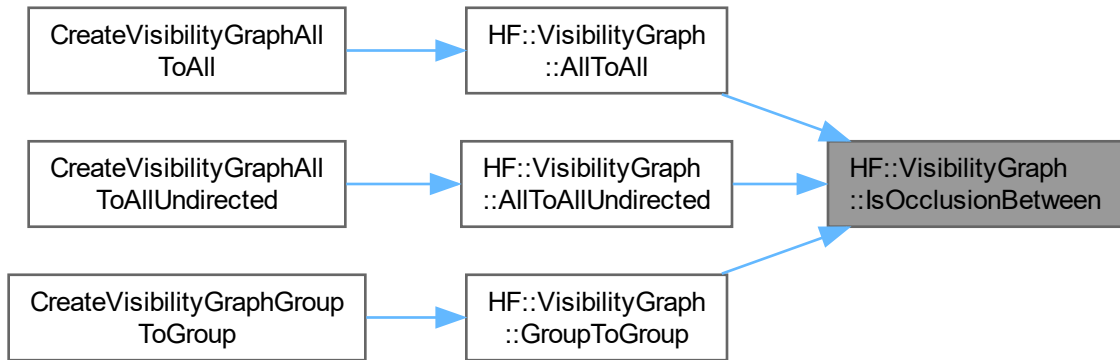 CreateVisibilityGraphAll
ToAll
HF::VisibilityGraph
::AllToAll
CreateVisibilityGraphAll
ToAllUndirected
HF::VisibilityGraph
::AllToAllUndirected
HF::VisibilityGraph
::IsOcclusionBetween
CreateVisibilityGraphGroup
ToGroup
HF::VisibilityGraph
::GroupToGroup